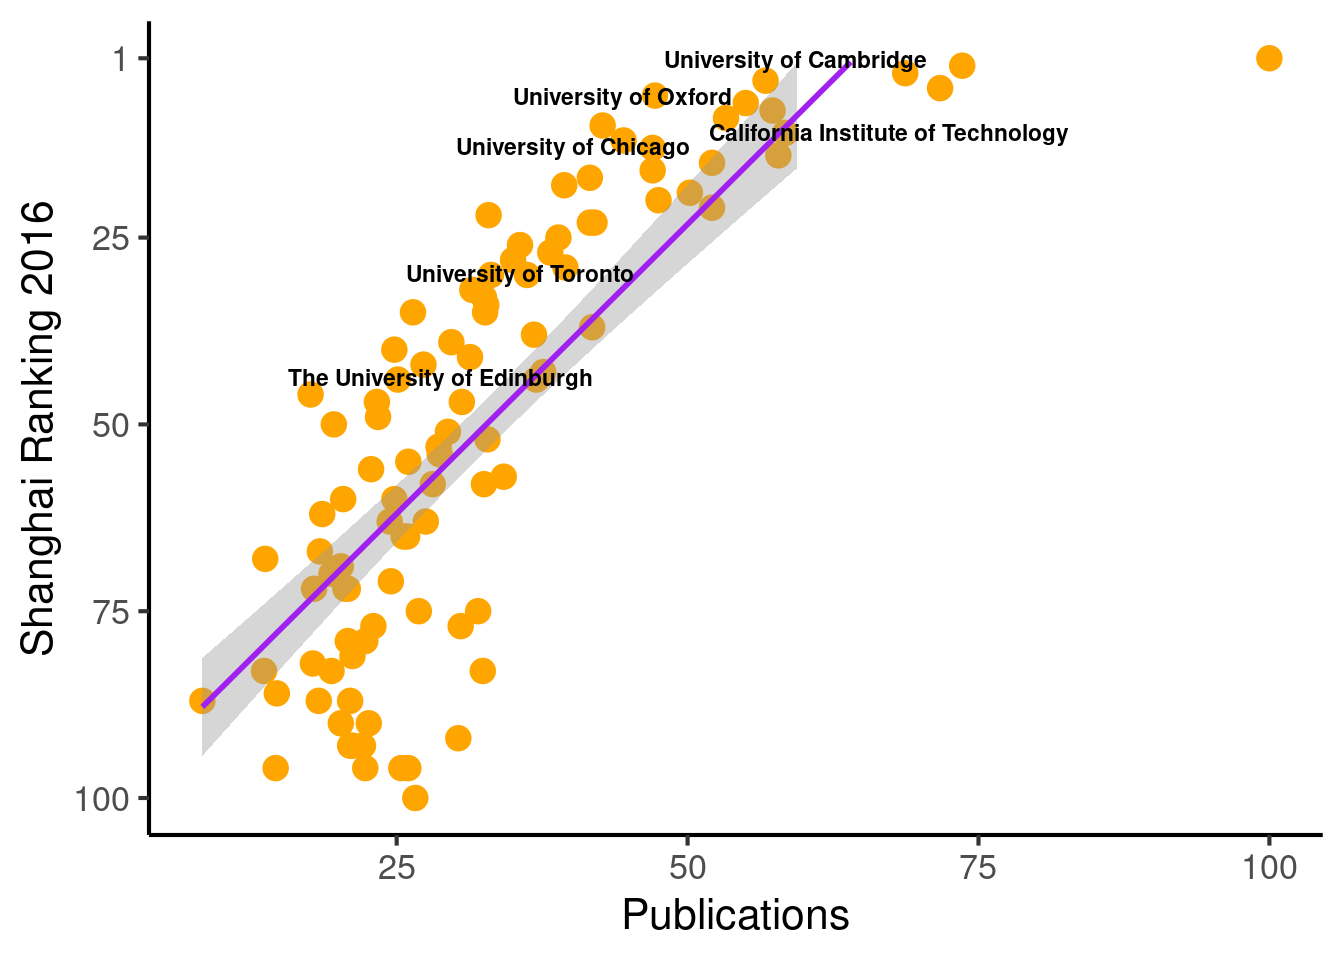 1
University of Cambridge
University of Oxford
California Institute of Technology
University of Chicago
25
University of Toronto
The University of Edinburgh
50
75
100
Shanghai Ranking 2016
25
50
75
100
Publications